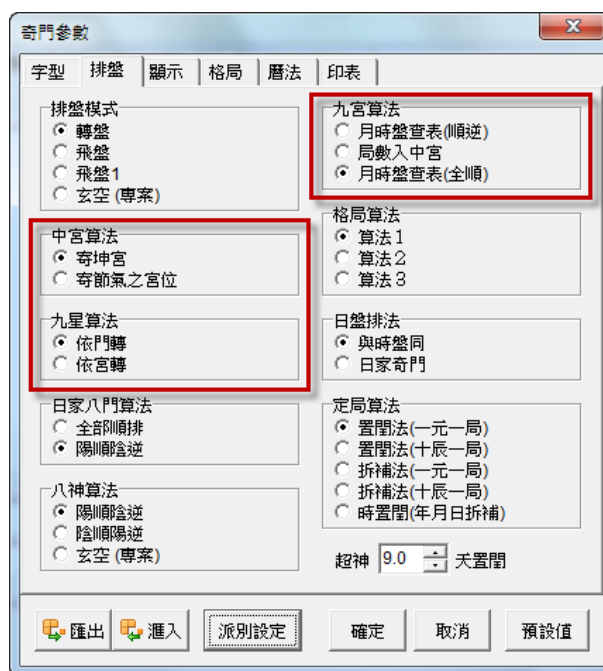 奇門參數
字型 排盤 顯示 格局 曆法 印表
排盤模式
轉盤
飛盤
飛盤1
玄空 (專案)
中宮算法
寄坤宮
寄節氣之宮位
九星算法
依門轉
依宮轉
日家八門算法
全部順排
陽順陰逆
八神算法
陽順陰逆
陰順陽逆
玄空 (專案)
九宮算法
月時盤查表(順逆)
局數入中宮
月時盤查表(全順)
格局算法
算法1
算法2
算法3
日盤排法
與時盤同
日家奇門
定局算法
置閏法(一元一局)
置閏法(十辰一局)
拆補法(一元一局)
拆補法(十辰一局)
時置閏(年月日拆補)
超神 9.0 天置閏
匯出 滙入 派別設定 確定 取消 預設值